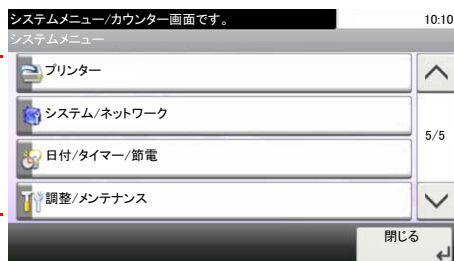 システムメニュー/カウンター画面です。 10:10
システムメニュー
プリンター
システム/ネットワーク
5/5
日付/タイマー/節電
調整/メンテナンス
閉じる